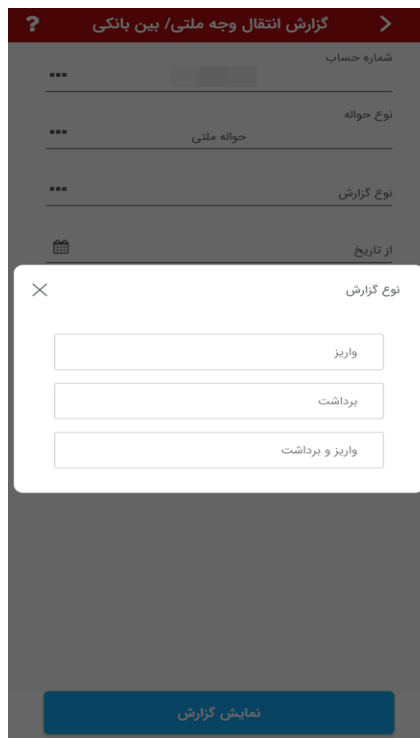 گزارش انتقال وجه ملتی/ بین بانکی ?
شماره حساب
نوع حواله
حواله ملتی
نوع گزارش
از تاریخ
نوع گزارش
واریز
برداشت
واریز و برداشت
نمایش گزارش